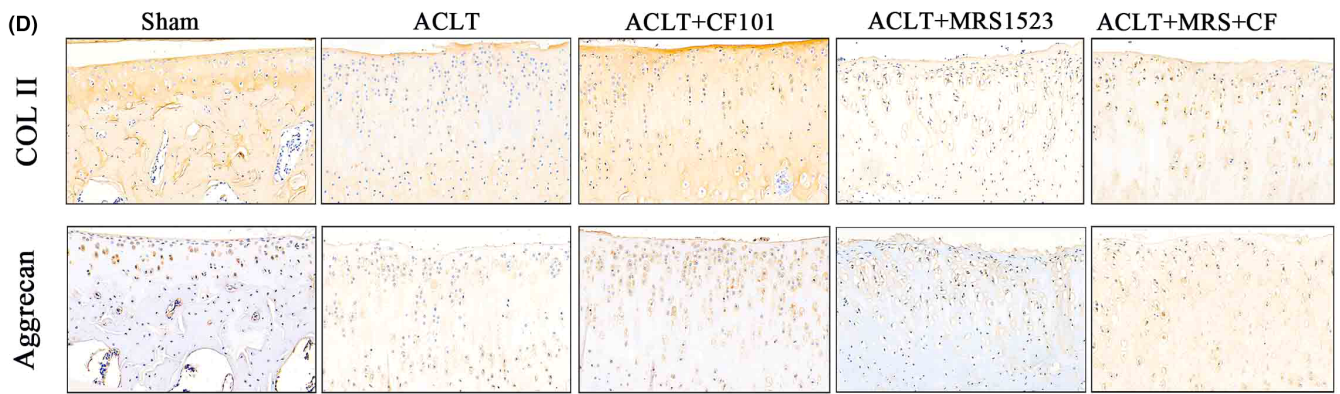 (D) Sham ACLT ACLT+CF101 ACLT+MRS1523 ACLT+MRS+CF
COL II
Aggrecan